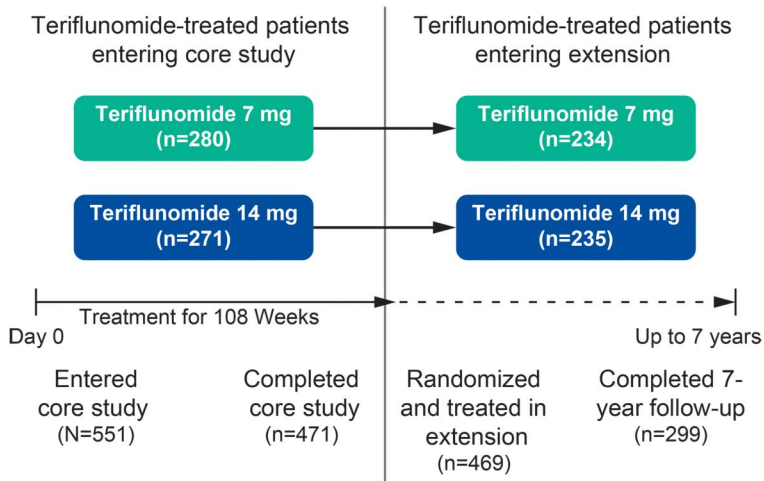 Teriflunomide-treated patients
entering core study
Teriflunomide-treated patients
entering extension
Teriflunomide 7 mg
(n=280)
Teriflunomide 7 mg
(n=234)
Teriflunomide 14 mg
(n=271)
Teriflunomide 14 mg
(n=235)
Treatment for 108 Weeks
Day 0
Up to 7 years
Entered
core study
(N=551)
Completed
core study
(n=471)
Randomized
and treated in
extension
(n=469)
Completed 7-
year follow-up
(n=299)